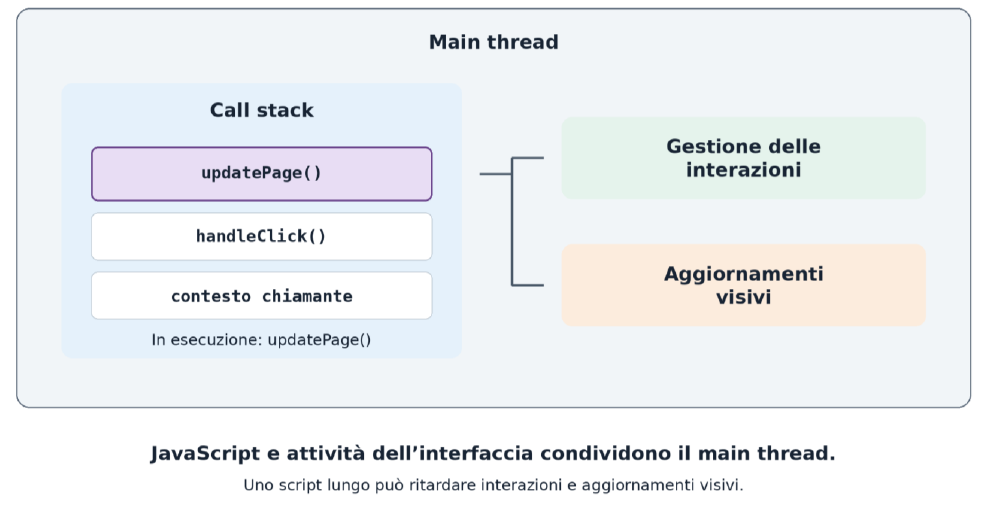 Main thread
Call stack
updatePage()
handleClick()
contesto chiamante
In esecuzione: updatePage()
Gestione delle
interazioni
Aggiornamenti
visivi
JavaScript e attività dell’interfaccia condividono il main thread.
Uno script lungo può ritardare interazioni e aggiornamenti visivi.